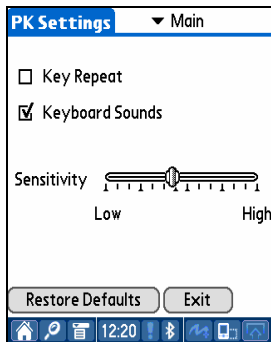 PK Settings ▼ Main
Key Repeat
Keyboard Sounds
Sensitivity
Low High
Restore Defaults Exit
12:20